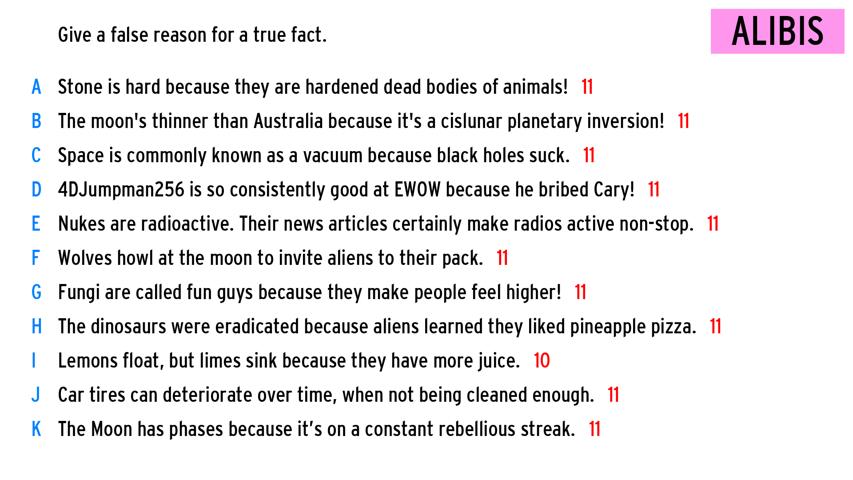 Give a false reason for a true fact.
ALIBIS
A Stone is hard because they are hardened dead bodies of animals! 11
B The moon's thinner than Australia because it's a cislunar planetary inversion! 11
C Space is commonly known as a vacuum because black holes suck. 11
D 4DJumpman256 is so consistently good at EWOW because he bribed Cary! 11
E Nukes are radioactive. Their news articles certainly make radios active non-stop. 11
F Wolves howl at the moon to invite aliens to their pack. 11
G Fungi are called fun guys because they make people feel higher! 11
H The dinosaurs were eradicated because aliens learned they liked pineapple pizza. 11
I Lemons float, but limes sink because they have more juice. 10
J Car tires can deteriorate over time, when not being cleaned enough. 11
K The Moon has phases because it’s on a constant rebellious streak. 11